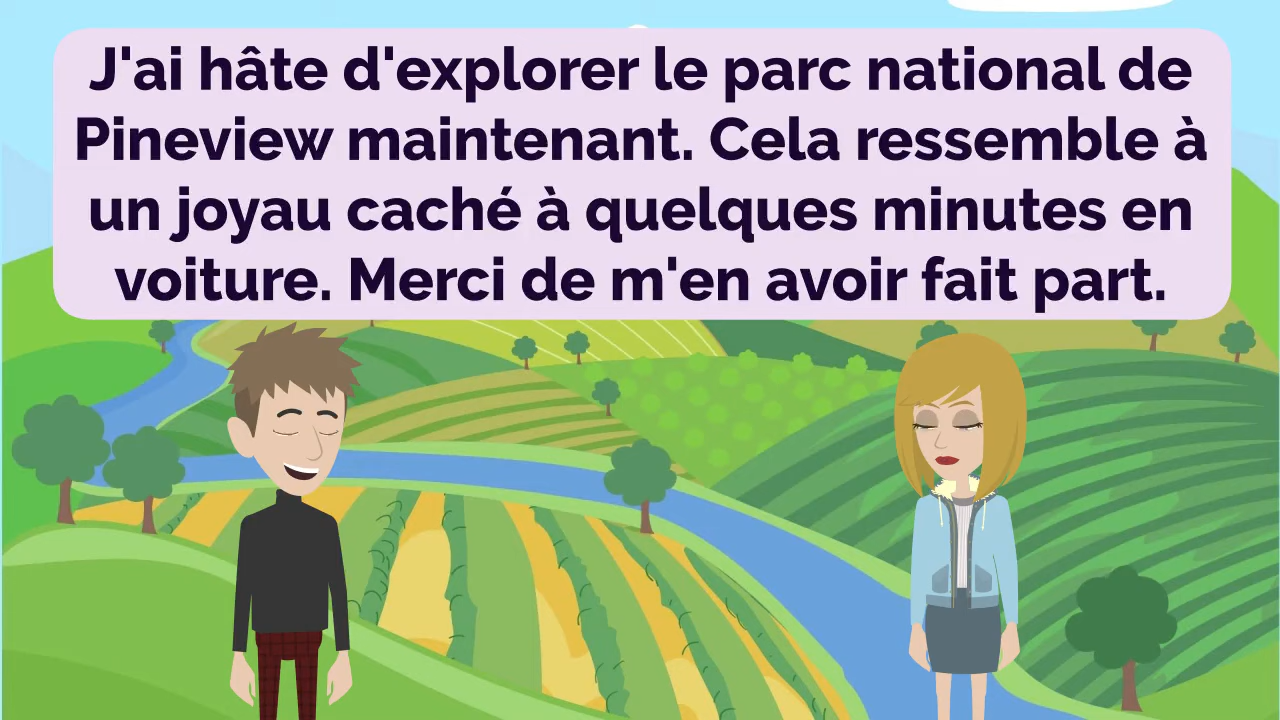 J'ai hâte d'explorer le parc national de
Pineview maintenant. Cela ressemble à
un joyau caché à quelques minutes en
voiture. Merci de m'en avoir fait part.